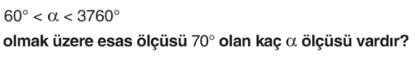 60° < α < 3760°
olmak üzere esas ölçüsü 70° olan kaç α ölçüsü vardır?